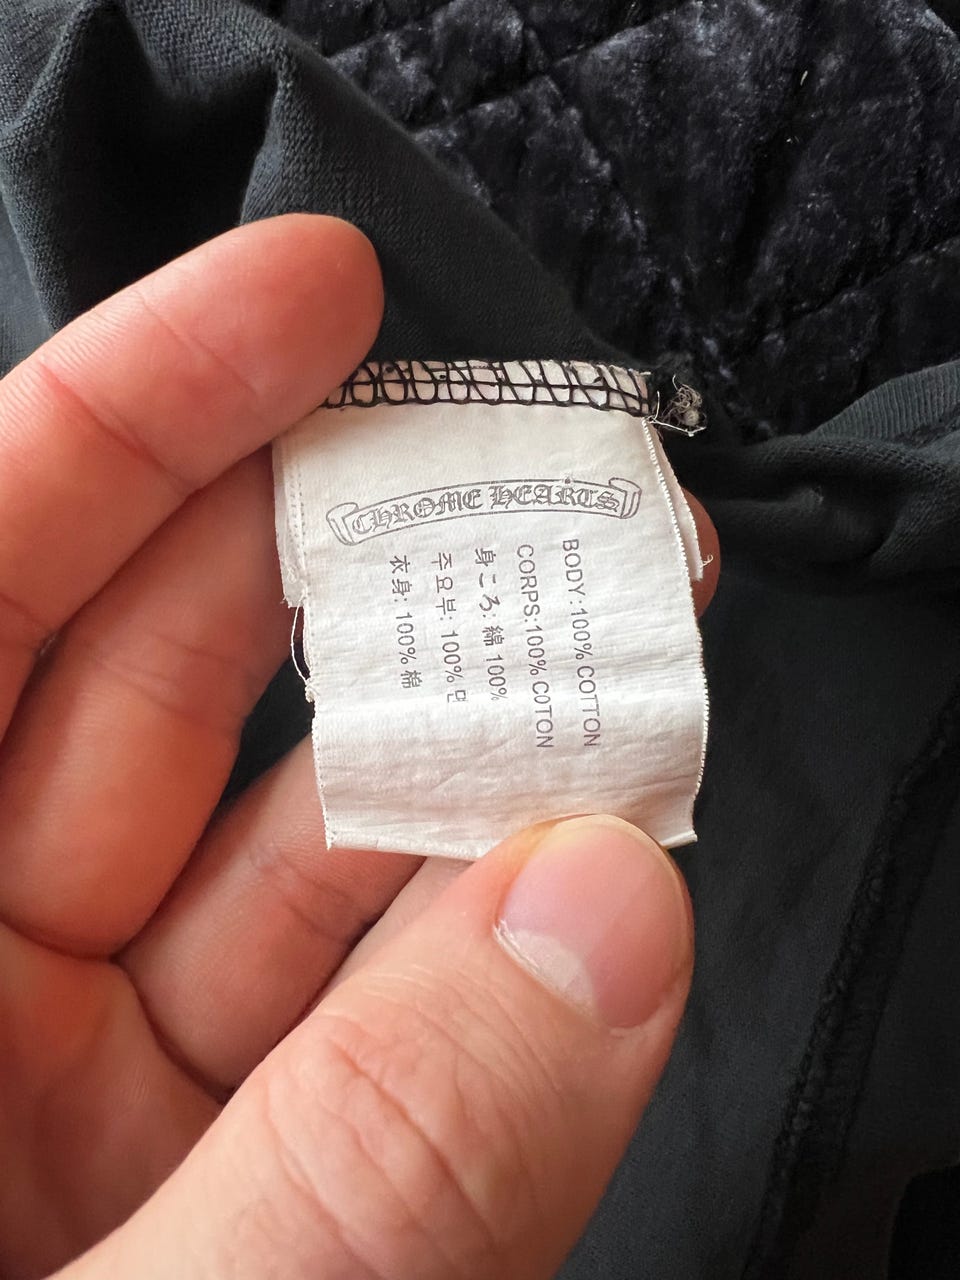 CHROME HEARTS
BODY:100% COTTON
CORPS:100% COTON
身ころ: 綿 100%
주요부: 100% 면
衣身: 100% 棉